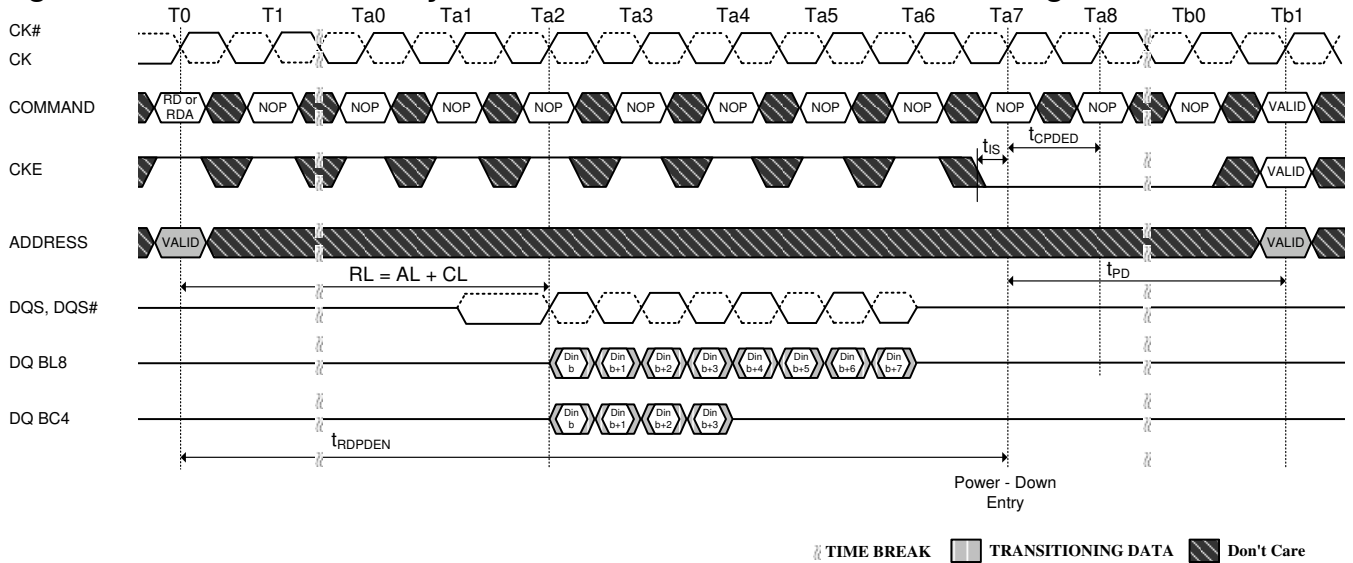 T0 T1 Ta0 Ta1 Ta2 Ta3 Ta4 Ta5 Ta6 Ta7 Ta8 Tb0 Tb1
CK#
CK
COMMAND
RD or
RDA
NOP NOP NOP NOP NOP NOP NOP NOP NOP NOP NOP VALID
tIS
tCPDED
CKE
VALID
ADDRESS
VALID
VALID
RL = AL + CL
tPD
DQS, DQS#
DQ BL8
Din
b
Din
b+1
Din
b+2
Din
b+3
Din
b+4
Din
b+5
Din
b+6
Din
b+7
DQ BC4
Din
b
Din
b+1
Din
b+2
Din
b+3
tRDPDEN
Power - Down
Entry
TIME BREAK TRANSITIONING DATA Don't Care